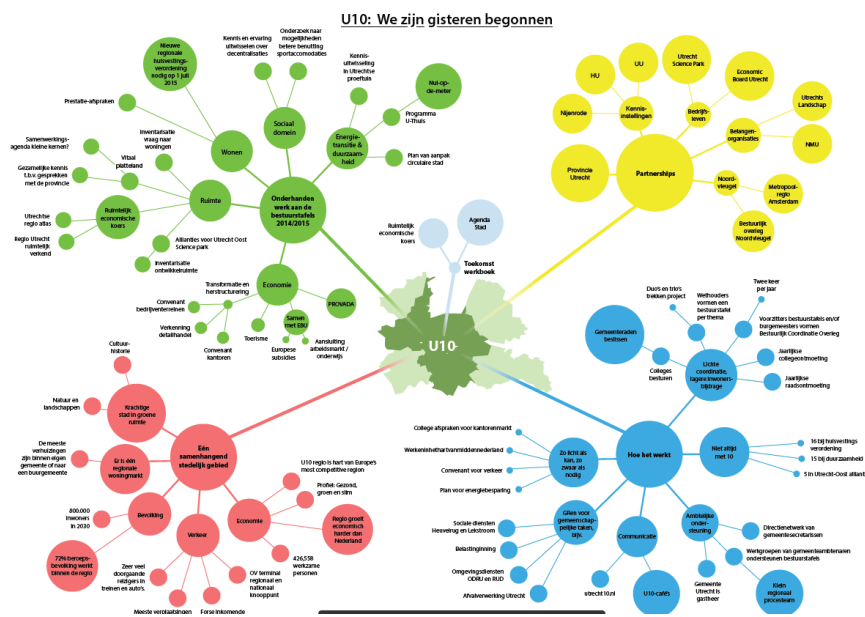 U10: We zijn gisteren begonnen
Nieuwe
regionale
huisvestings-
verordening
nodig op 1 juli
2015
Prestatie-afspraken
Wonen
Kennis en ervaring
uitwisselen over
decentralisaties
Onderzoek naar
mogelijkheden
betere benutting
sportaccomodaties
Sociaal
domein
Kennis-
uitwisseling
in Utrechtse
proeftuin
Nul-op-
de-meter
Programma
U-Thuis
Energie-
transitie &
duurzaam-
heid
Plan van aanpak
circulaire stad
Samenwerkings-
agenda kleine kernen?
Inventarisatie
vraag naar
woningen
Vitaal
platteland
Gezamelijke kennis
t.b.v. gesprekken
met de provincie
Ruimte
Ruimtelijk
economische
koers
Utrechtse
regio atlas
Regio Utrecht
ruimtelijk
verkend
Alliantie voor Utrecht Oost
Science park
Inventarisatie
ontwikkelruimte
Onderhanden
werk aan de
bestuurstafels
2014/2015
Economie
Transformatie en
herstructurering
Convenant
bedrijventerreinen
Verkenning
detailhandel
Convenant
kantoren
Toerisme
Samen
met EBU
Europese
subsidies
Aansluiting
arbeidsmarkt /
onderwijs
PROVADA
Ruimtelijk
economische
koers
Agenda
Stad
Toekomst
werkboek
U10
HU
UU
Nijenrode
Kennis-
instellingen
Utrecht
Science Park
Economic
Board Utrecht
Bedrijfs-
leven
Utrechts
Landschap
Belangen-
organisaties
NMU
Provincie
Utrecht
Partnerships
Noord-
vleugel
Metropool-
regio
Amsterdam
Bestuurlijk
overleg
Noordvleugel
Duo's en trio's
trekken project
Wethouders
vormen een
bestuurstafel
per thema
Twee keer
per jaar
Voorzitters bestuurstafels en/of
burgemeesters vormen
Bestuurlijk Coordinatie Overleg
Gemeenteraden
beslissen
Colleges
besturen
Lichte
coordinatie,
lagere inwoners-
bijdrage
Jaarlijkse
collegeontmoeting
Jaarlijkse
raadsontmoeting
College afspraken voor kantorenmarkt
Werkeninhethartvanmiddennederland
Convenant voor verkeer
Plan voor energiebesparing
Zo licht als
kan, zo
zwaar als
nodig
Hoe het werkt
Niet altijd
met 10
16 bij huisvestings
verordening
15 bij duurzaamheid
5 in Utrecht-Oost alliantie
GRen voor
gemeenschap-
pelijke taken,
bijv.
Sociale diensten
Heuvelrug en Lekstroom
Belastinginning
Omgevingsdiensten
ODRU en RUD
Afvalverwerking Utrecht
Communicatie
utrecht10.nl
U10-cafés
Ambtelijke
onder-
steuning
Directienetwerk van
gemeentesecretarissen
Werkgroepen van gemeenteambtenaren
ondersteunen bestuurstafels
Gemeente
Utrecht is
gastheer
Klein
regionaal
procesteam
Cultuur-
historie
Natuur en
landschappen
Krachtige
stad in groene
ruimte
De meeste
verhuizingen
zijn binnen eigen
gemeente of naar
een buurgemeente
Er is één
regionale
woningmarkt
Eén
samenhangend
stedelijk gebied
800.000
inwoners
in 2030
Bevolking
72% beroeps-
bevolking werkt
binnen de regio
Verkeer
Zeer veel
doorgaande
reizigers in
treinen en auto's.
Meeste verplaatsingen
Forse inkomende
OV terminal
regionaal en
nationaal
knooppunt
Economie
U10 regio is hart van Europe's
most competitive region
Profiel: Gezond,
groen en slim
Regio groeit
economisch
harder dan
Nederland
426,558
werkzame
personen